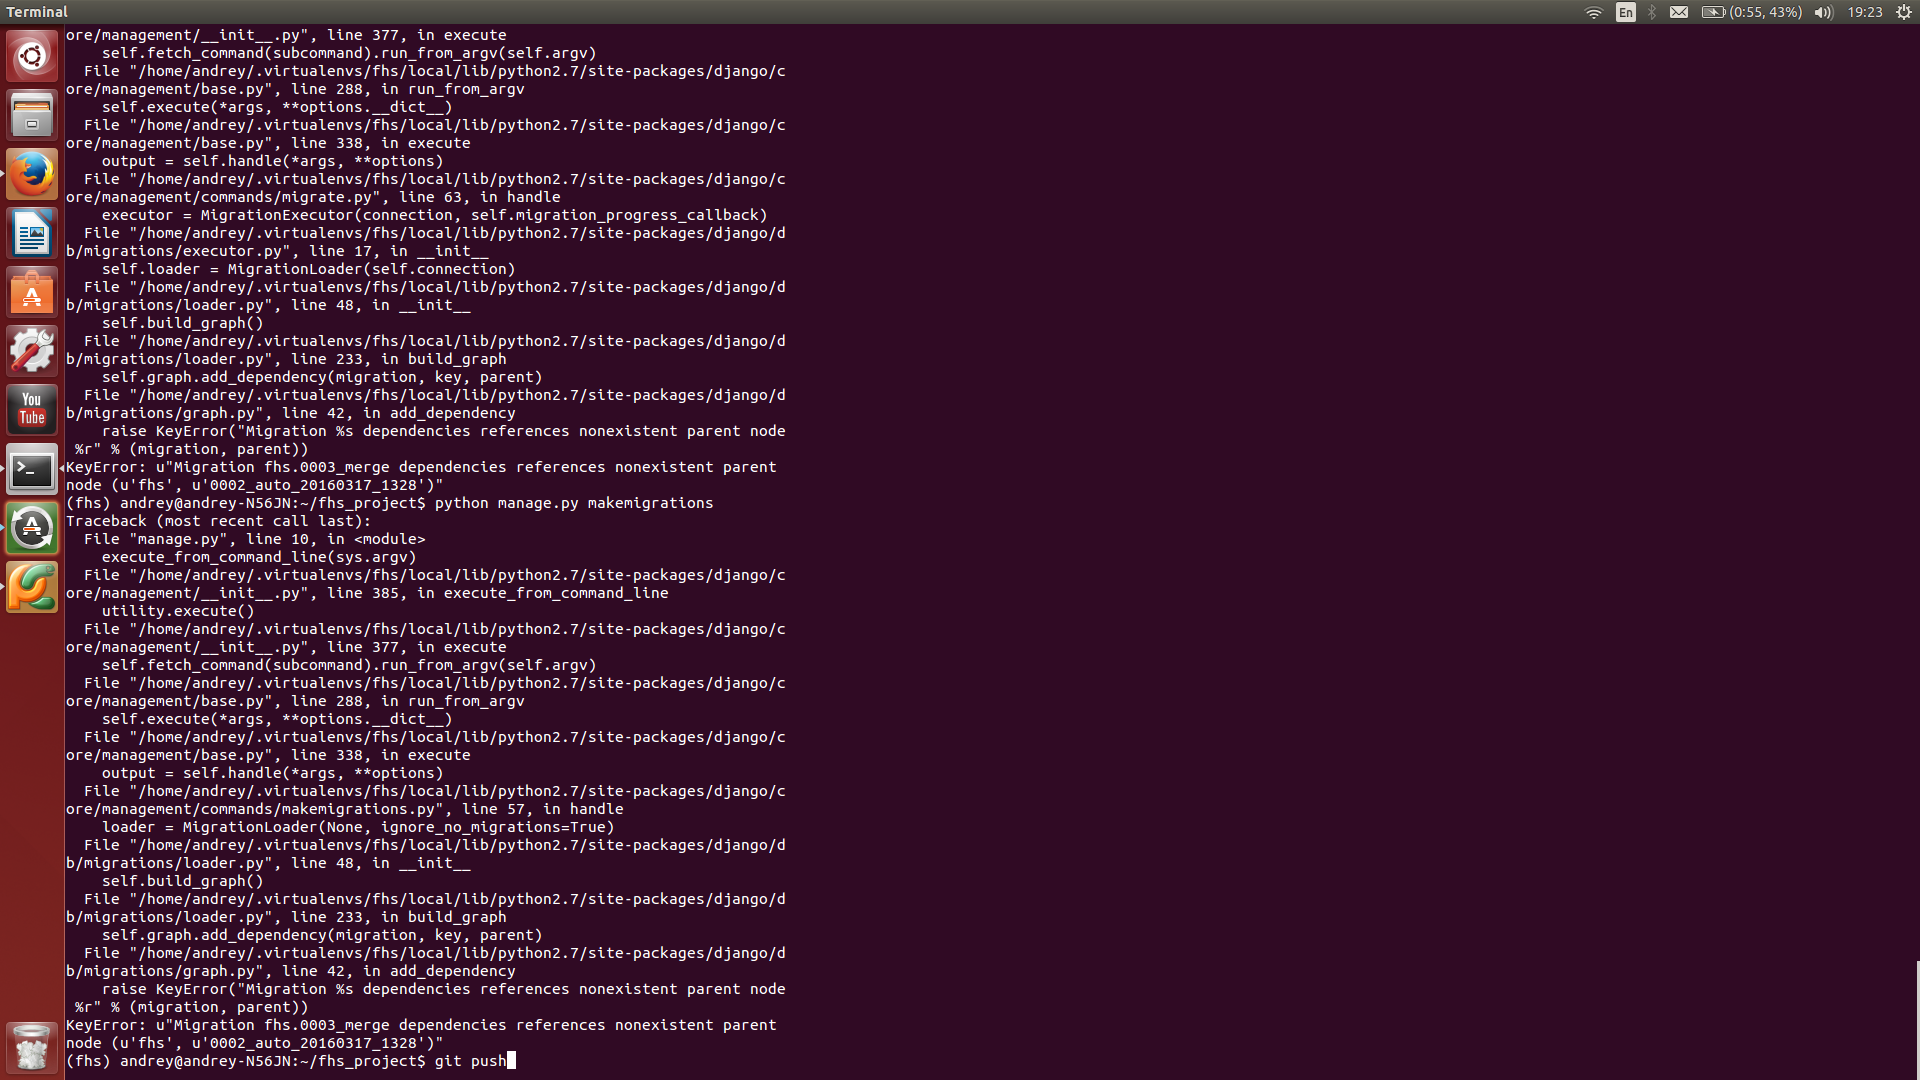 Terminal
En
(0:55, 43%)
19:23
ore/management/__init__.py", line 377, in execute
    self.fetch_command(subcommand).run_from_argv(self.argv)
  File "/home/andrey/.virtualenvs/fhs/local/lib/python2.7/site-packages/django/c
ore/management/base.py", line 288, in run_from_argv
    self.execute(*args, **options.__dict__)
  File "/home/andrey/.virtualenvs/fhs/local/lib/python2.7/site-packages/django/c
ore/management/base.py", line 338, in execute
    output = self.handle(*args, **options)
  File "/home/andrey/.virtualenvs/fhs/local/lib/python2.7/site-packages/django/c
ore/management/commands/migrate.py", line 63, in handle
    executor = MigrationExecutor(connection, self.migration_progress_callback)
  File "/home/andrey/.virtualenvs/fhs/local/lib/python2.7/site-packages/django/d
b/migrations/executor.py", line 17, in __init__
    self.loader = MigrationLoader(self.connection)
  File "/home/andrey/.virtualenvs/fhs/local/lib/python2.7/site-packages/django/d
b/migrations/loader.py", line 48, in __init__
    self.build_graph()
  File "/home/andrey/.virtualenvs/fhs/local/lib/python2.7/site-packages/django/d
b/migrations/loader.py", line 233, in build_graph
    self.graph.add_dependency(migration, key, parent)
  File "/home/andrey/.virtualenvs/fhs/local/lib/python2.7/site-packages/django/d
b/migrations/graph.py", line 42, in add_dependency
    raise KeyError("Migration %s dependencies references nonexistent parent node
 %r" % (migration, parent))
KeyError: u"Migration fhs.0003_merge dependencies references nonexistent parent
node (u'fhs', u'0002_auto_20160317_1328')"
(fhs) andrey@andrey-N56JN:~/fhs_project$ python manage.py makemigrations
Traceback (most recent call last):
  File "manage.py", line 10, in <module>
    execute_from_command_line(sys.argv)
  File "/home/andrey/.virtualenvs/fhs/local/lib/python2.7/site-packages/django/c
ore/management/__init__.py", line 385, in execute_from_command_line
    utility.execute()
  File "/home/andrey/.virtualenvs/fhs/local/lib/python2.7/site-packages/django/c
ore/management/__init__.py", line 377, in execute
    self.fetch_command(subcommand).run_from_argv(self.argv)
  File "/home/andrey/.virtualenvs/fhs/local/lib/python2.7/site-packages/django/c
ore/management/base.py", line 288, in run_from_argv
    self.execute(*args, **options.__dict__)
  File "/home/andrey/.virtualenvs/fhs/local/lib/python2.7/site-packages/django/c
ore/management/base.py", line 338, in execute
    output = self.handle(*args, **options)
  File "/home/andrey/.virtualenvs/fhs/local/lib/python2.7/site-packages/django/c
ore/management/commands/makemigrations.py", line 57, in handle
    loader = MigrationLoader(None, ignore_no_migrations=True)
  File "/home/andrey/.virtualenvs/fhs/local/lib/python2.7/site-packages/django/d
b/migrations/loader.py", line 48, in __init__
    self.build_graph()
  File "/home/andrey/.virtualenvs/fhs/local/lib/python2.7/site-packages/django/d
b/migrations/loader.py", line 233, in build_graph
    self.graph.add_dependency(migration, key, parent)
  File "/home/andrey/.virtualenvs/fhs/local/lib/python2.7/site-packages/django/d
b/migrations/graph.py", line 42, in add_dependency
    raise KeyError("Migration %s dependencies references nonexistent parent node
 %r" % (migration, parent))
KeyError: u"Migration fhs.0003_merge dependencies references nonexistent parent
node (u'fhs', u'0002_auto_20160317_1328')"
(fhs) andrey@andrey-N56JN:~/fhs_project$ git push
You
Tube
>_